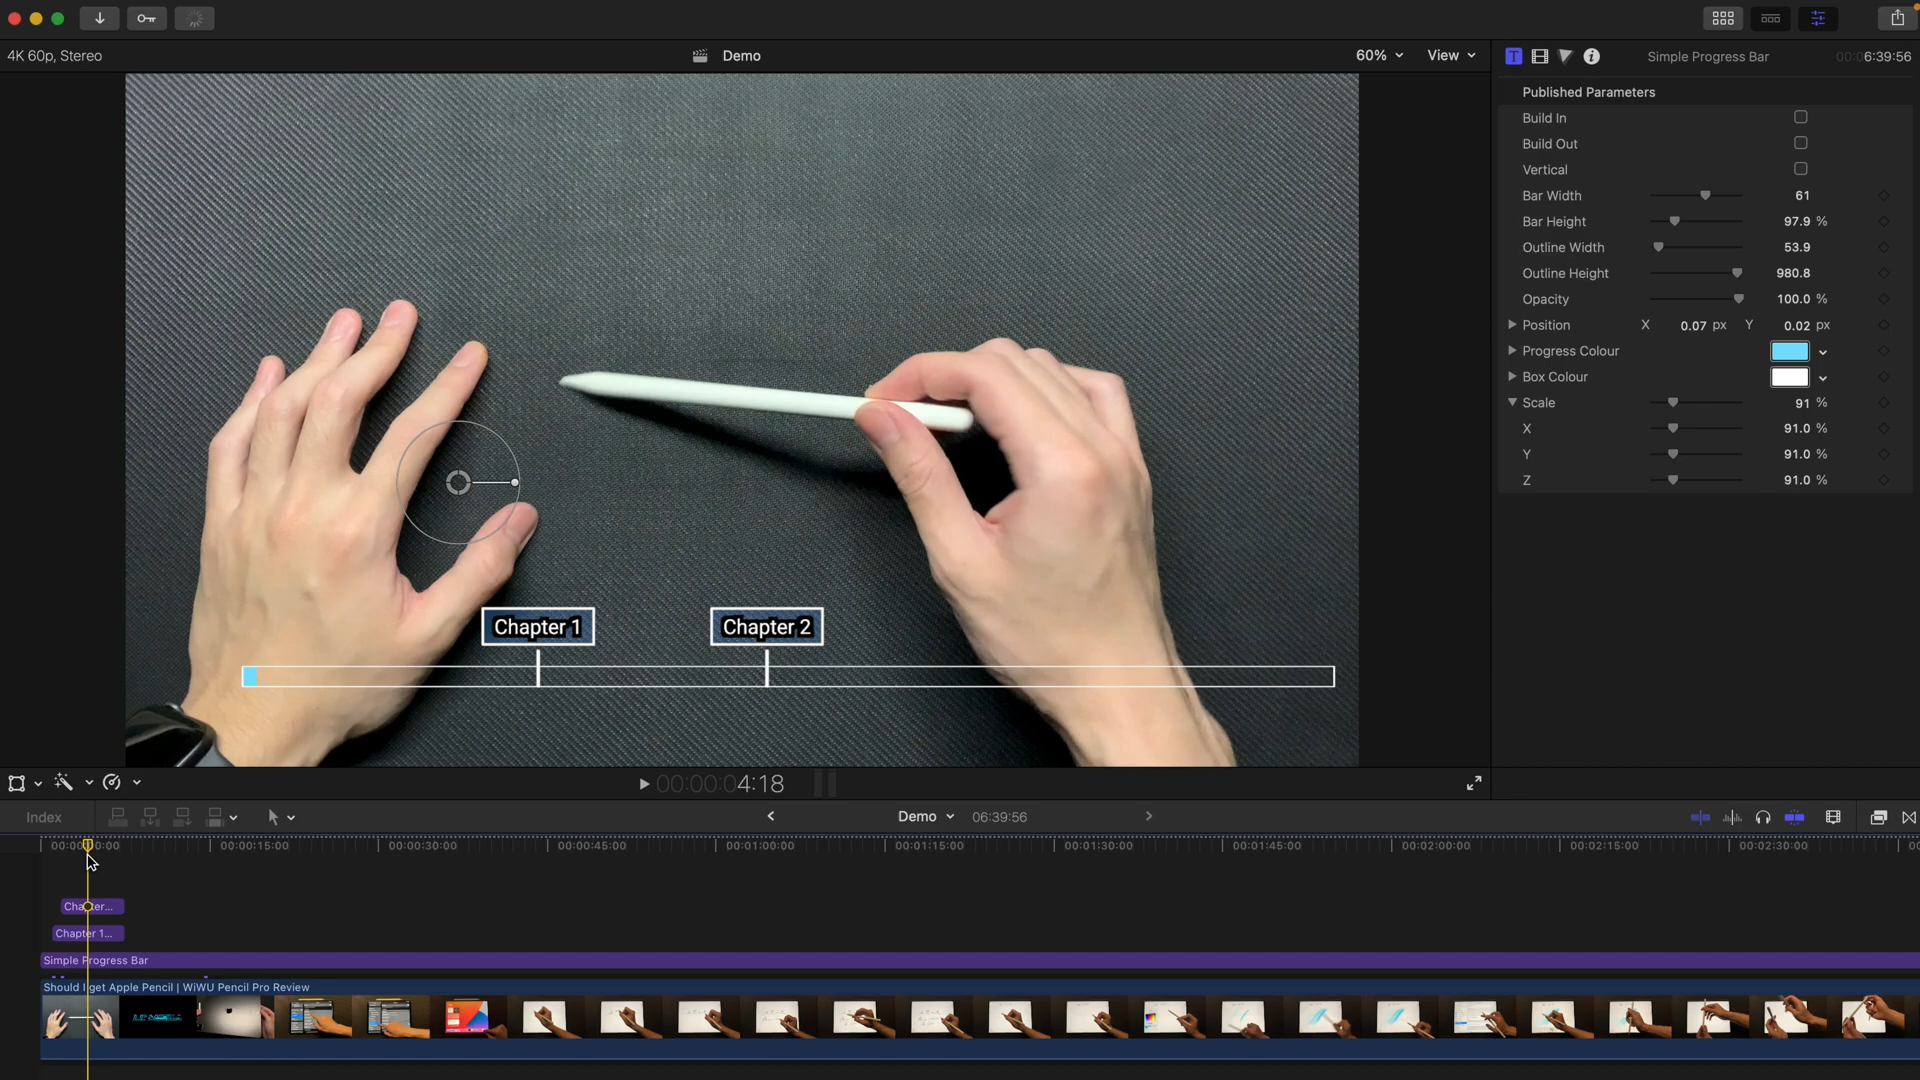 4K 60p, Stereo
Demo
60%
View
Simple Progress Bar
00:06:39:56
Published Parameters
Build In
Build Out
Vertical
Bar Width 61
Bar Height 97.9 %
Outline Width 53.9
Outline Height 980.8
Opacity 100.0 %
Position X 0.07 px Y 0.02 px
Progress Colour
Box Colour
Scale 91 %
X 91.0 %
Y 91.0 %
Z 91.0 %
Chapter 1
Chapter 2
00:00:00:04:18
Index
Demo
06:39:56
00:00:15:00
00:00:30:00
00:00:45:00
00:01:00:00
00:01:15:00
00:01:30:00
00:01:45:00
00:02:00:00
00:02:15:00
00:02:30:00
Chapter 1...
Simple Progress Bar
Should I get Apple Pencil | WiWU Pencil Pro Review